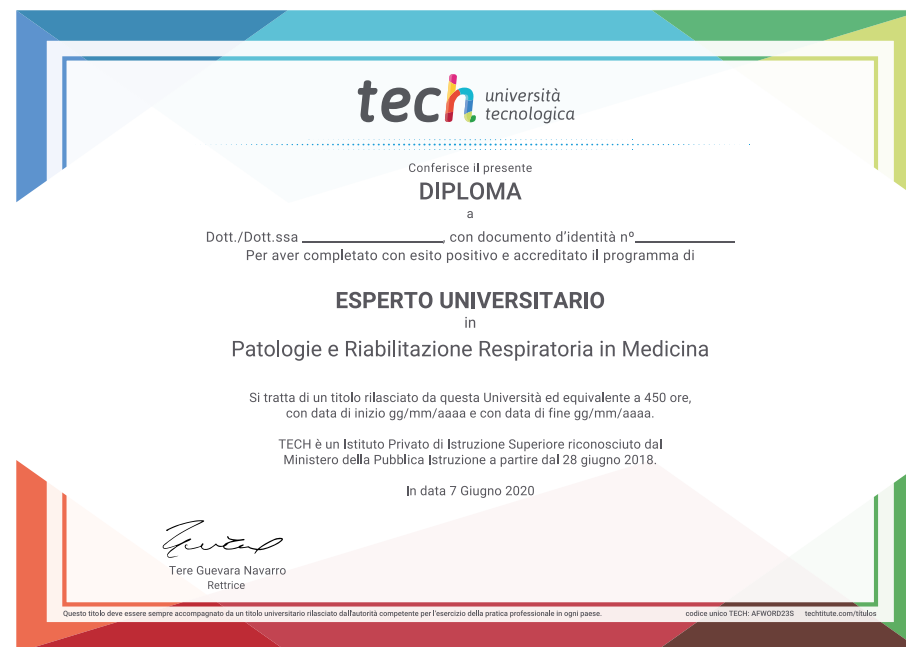 tech università
tecnologica
Conferisce il presente
DIPLOMA
a
Dott./Dott.ssa ____________________, con documento d'identità nº______________
Per aver completato con esito positivo e accreditato il programma di
ESPERTO UNIVERSITARIO
in
Patologie e Riabilitazione Respiratoria in Medicina
Si tratta di un titolo rilasciato da questa Università ed equivalente a 450 ore,
con data di inizio gg/mm/aaaa e con data di fine gg/mm/aaaa.
TECH è un Istituto Privato di Istruzione Superiore riconosciuto dal
Ministero della Pubblica Istruzione a partire dal 28 giugno 2018.
In data 7 Giugno 2020
Tere Guevara Navarro
Rettrice
Questo titolo deve essere sempre accompagnato da un titolo universitario rilasciato dall'autorità competente per l'esercizio della pratica professionale in ogni paese. codice unico TECH: AFWORD23S techtitute.com/títulos